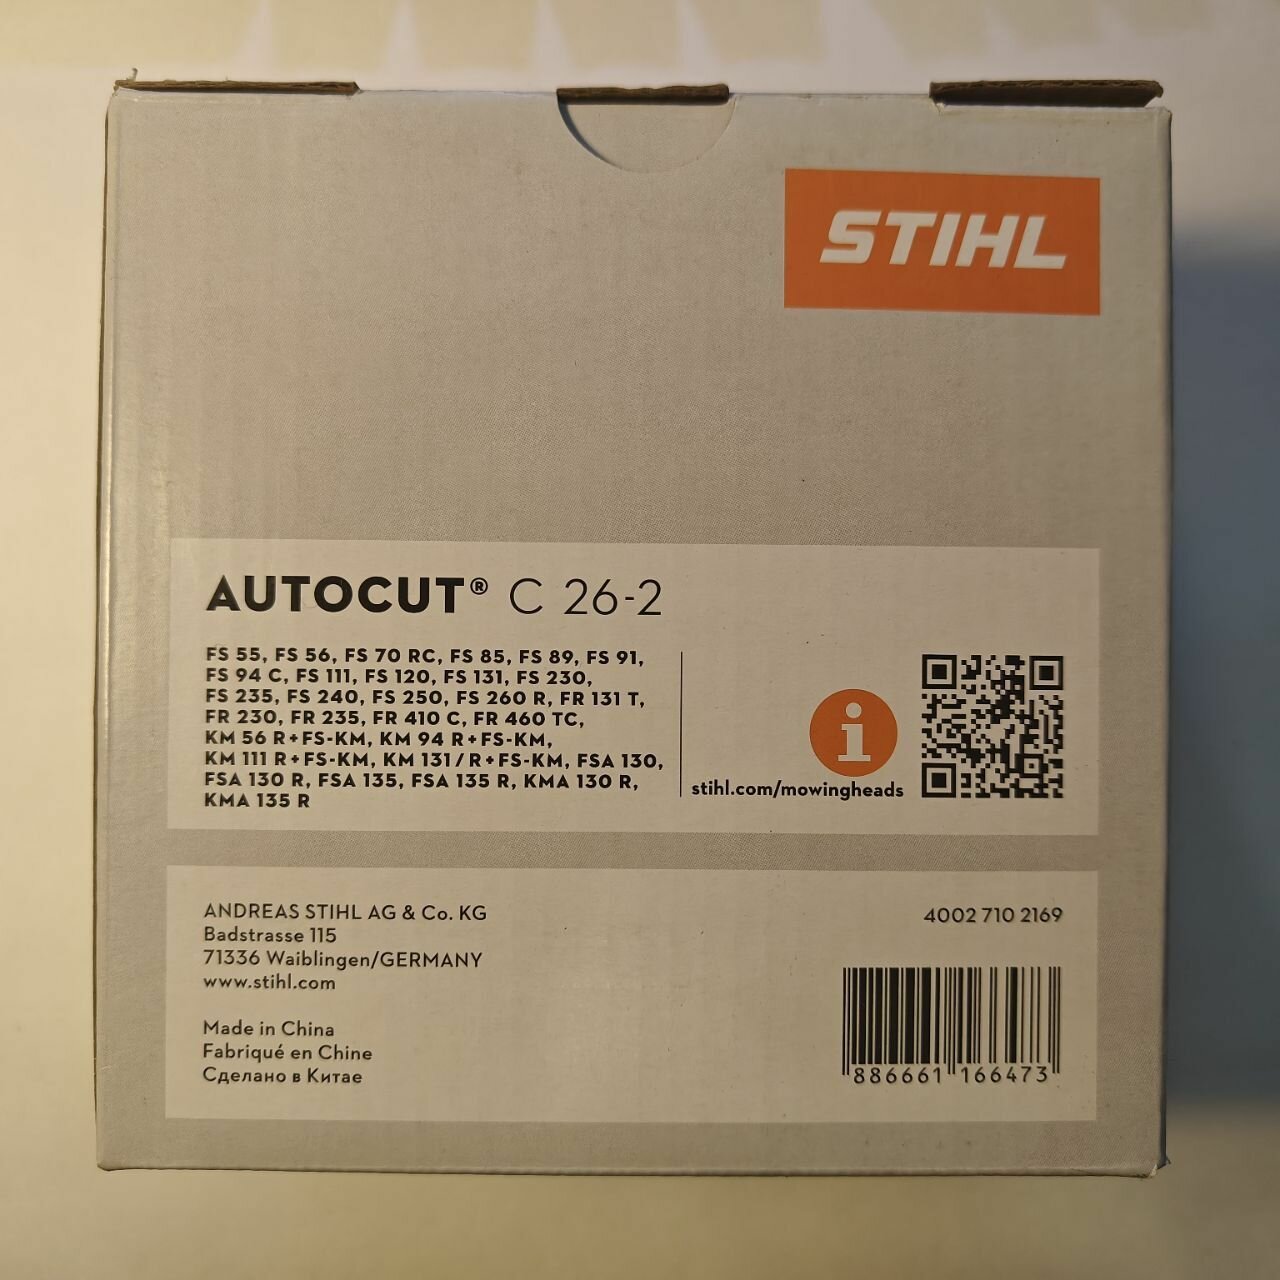 STIHL
AUTOCUT® C 26-2
FS 55, FS 56, FS 70 RC, FS 85, FS 89, FS 91,
FS 94 C, FS 111, FS 120, FS 131, FS 230,
FS 235, FS 240, FS 250, FS 260 R, FR 131 T,
FR 230, FR 235, FR 410 C, FR 460 TC,
KM 56 R+FS-KM, KM 94 R+FS-KM,
KM 111 R+FS-KM, KM 131 / R+FS-KM, FSA 130,
FSA 130 R, FSA 135, FSA 135 R, KMA 130 R,
KMA 135 R
i
stihl.com/mowingheads
ANDREAS STIHL AG & Co. KG
Badstrasse 115
71336 Waiblingen/GERMANY
www.stihl.com
Made in China
Fabriqué en Chine
Сделано в Китае
4002 710 2169
886661 166473